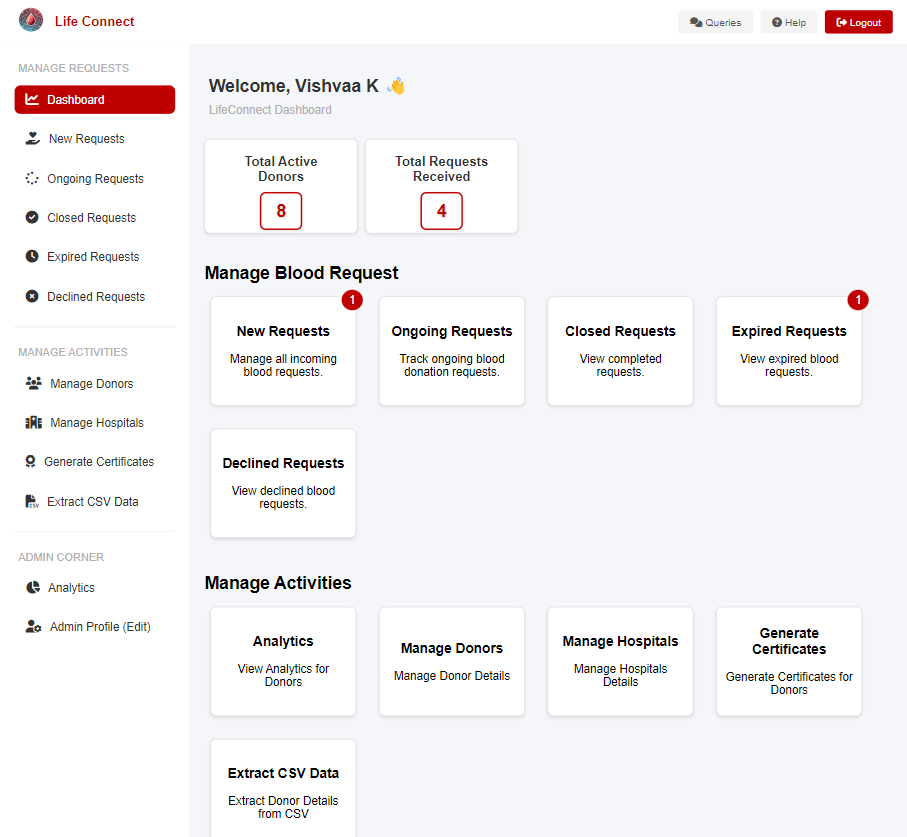 Life Connect
Queries
Help
Logout
MANAGE REQUESTS
Dashboard
New Requests
Ongoing Requests
Closed Requests
Expired Requests
Declined Requests
MANAGE ACTIVITIES
Manage Donors
Manage Hospitals
Generate Certificates
Extract CSV Data
ADMIN CORNER
Analytics
Admin Profile (Edit)
Welcome, Vishvaa K 👋
LifeConnect Dashboard
Total Active
Donors
8
Total Requests
Received
4
Manage Blood Request
1
New Requests
Manage all incoming
blood requests.
Ongoing Requests
Track ongoing blood
donation requests.
Closed Requests
View completed
requests.
1
Expired Requests
View expired blood
requests.
Declined Requests
View declined blood
requests.
Manage Activities
Analytics
View Analytics for
Donors
Manage Donors
Manage Donor Details
Manage Hospitals
Manage Hospitals
Details
Generate
Certificates
Generate Certificates for
Donors
Extract CSV Data
Extract Donor Details
from CSV